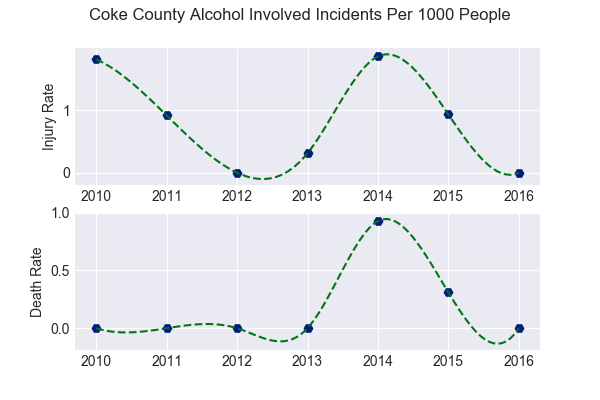 Coke County Alcohol Involved Incidents Per 1000 People
Injury Rate
1
0
2010 2011 2012 2013 2014 2015 2016
Death Rate
1.0
0.5
0.0
2010 2011 2012 2013 2014 2015 2016